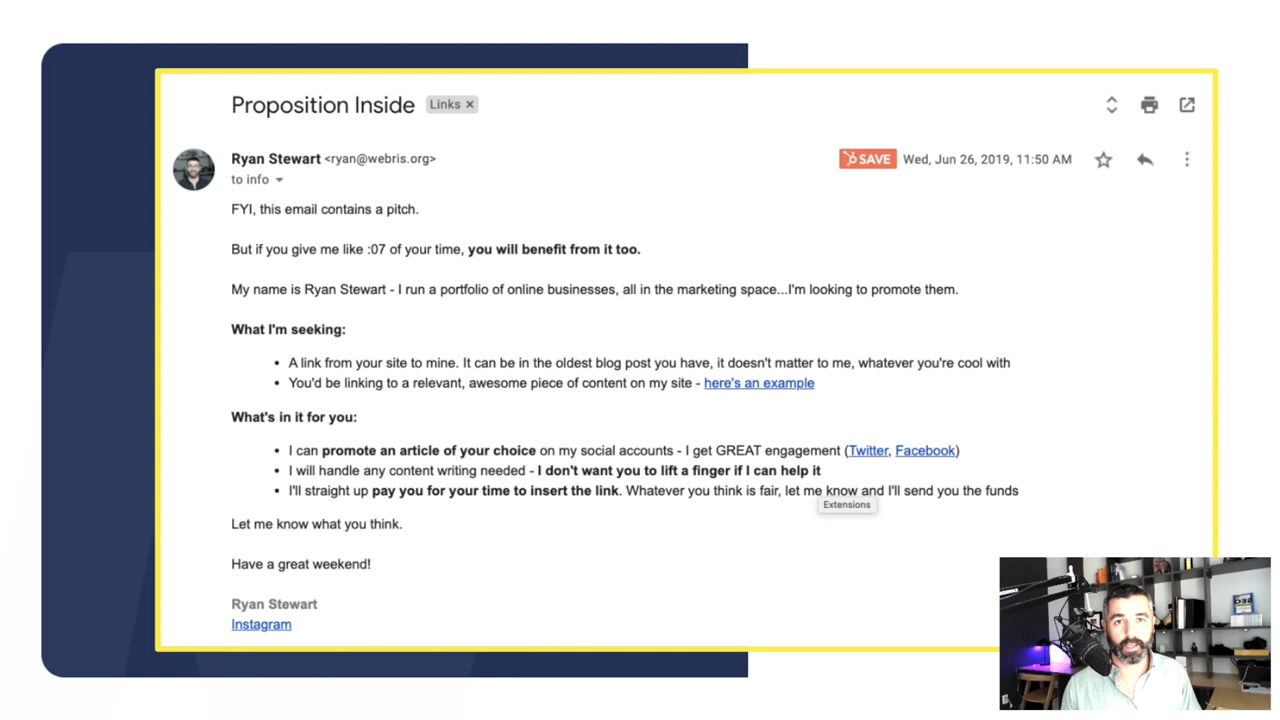 Proposition Inside Links ×
Ryan Stewart <ryan@webris.org> SAVE Wed, Jun 26, 2019, 11:50 AM
to info
FYI, this email contains a pitch.
But if you give me like :07 of your time, you will benefit from it too.
My name is Ryan Stewart - I run a portfolio of online businesses, all in the marketing space...I'm looking to promote them.
What I'm seeking:
• A link from your site to mine. It can be in the oldest blog post you have, it doesn't matter to me, whatever you're cool with
• You'd be linking to a relevant, awesome piece of content on my site - here's an example
What's in it for you:
• I can promote an article of your choice on my social accounts - I get GREAT engagement (Twitter, Facebook)
• I will handle any content writing needed - I don't want you to lift a finger if I can help it
• I'll straight up pay you for your time to insert the link. Whatever you think is fair, let me know and I'll send you the funds
Extensions
Let me know what you think.
Have a great weekend!
Ryan Stewart
Instagram